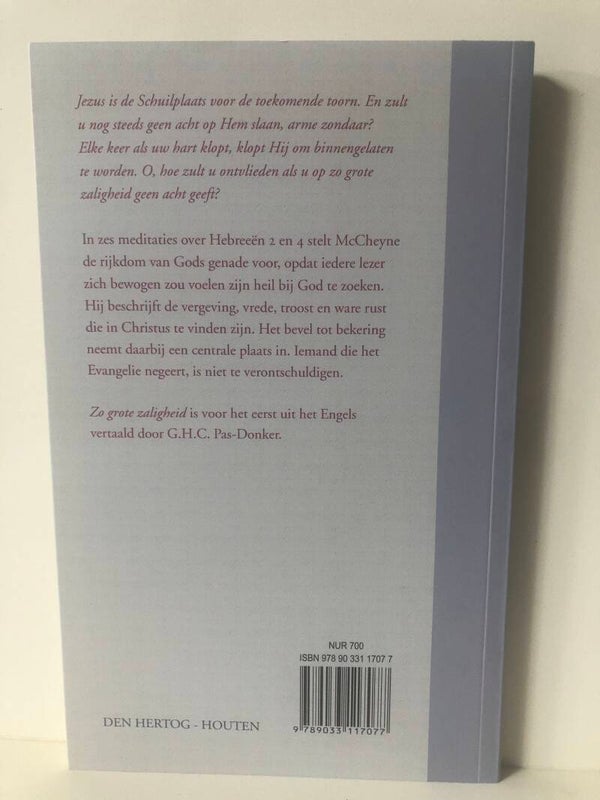 Jezus is de Schuilplaats voor de toekomende toorn. En zult
u nog steeds geen acht op Hem slaan, arme zondaar?
Elke keer als uw hart klopt, klopt Hij om binnengelaten
te worden. O, hoe zult u ontvlieden als u op zo grote
zaligheid geen acht geeft?
In zes meditaties over Hebreeën 2 en 4 stelt McCheyne
de rijkdom van Gods genade voor, opdat iedere lezer
zich bewogen zou voelen zijn heil bij God te zoeken.
Hij beschrijft de vergeving, vrede, troost en ware rust
die in Christus te vinden zijn. Het bevel tot bekering
neemt daarbij een centrale plaats in. Iemand die het
Evangelie negeert, is niet te verontschuldigen.
Zo grote zaligheid is voor het eerst uit het Engels
vertaald door G.H.C. Pas-Donker.
NUR 700
ISBN 978 90 331 1707 7
9 789033 117077
DEN HERTOG - HOUTEN